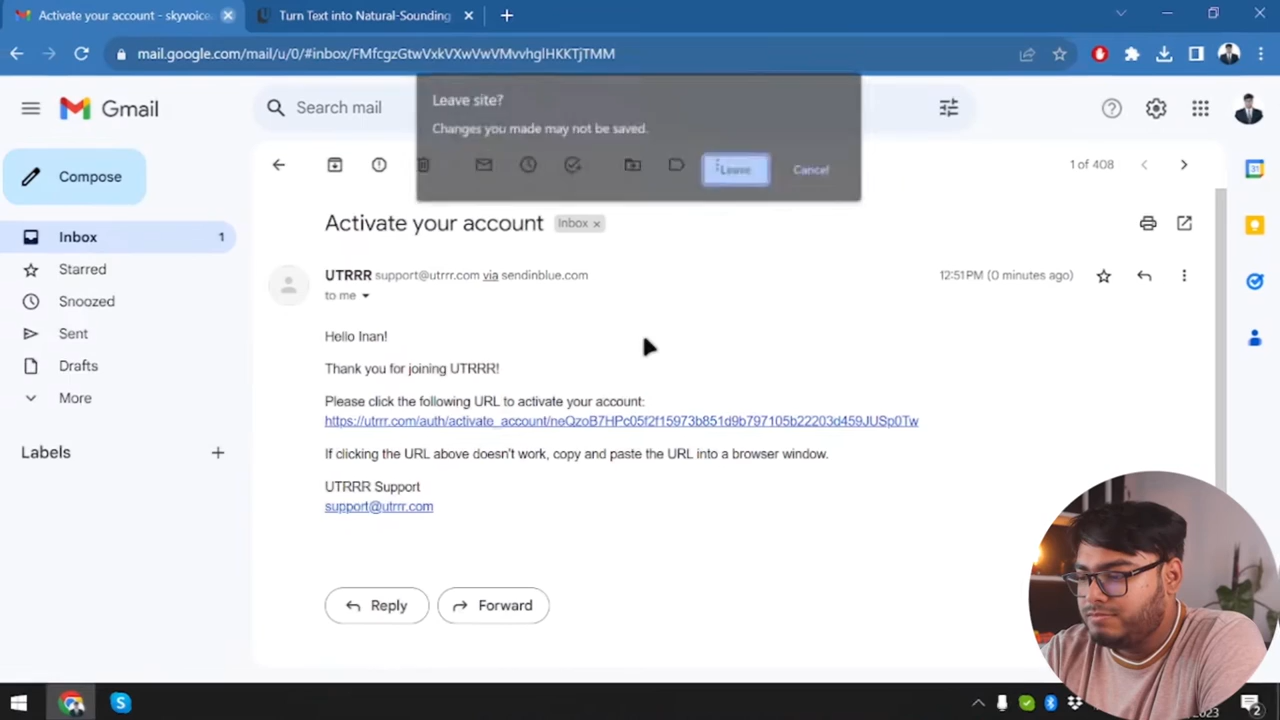 Activate your account - skyvoice.
Turn Text into Natural-Sounding
mail.google.com/mail/u/0/#inbox/FMfcgzGtwVxkVXwVwVMvvhglHKKTjTMM
Leave site?
Changes you made may not be saved.
Leave
Cancel
Gmail
Search mail
1 of 408
Compose
Activate your account
Inbox ×
Inbox 1
UTRRR support@utrrr.com via sendinblue.com
12:51PM (0 minutes ago)
to me
Starred
Snoozed
Sent
Drafts
More
Labels
Hello Inan!
Thank you for joining UTRRR!
Please click the following URL to activate your account:
https://utrrr.com/auth/activate_account/neQzoB7HPc05f2f15973b851d9b797105b22203d459JUSp0Tw
If clicking the URL above doesn't work, copy and paste the URL into a browser window.
UTRRR Support
support@utrrr.com
Reply
Forward
2